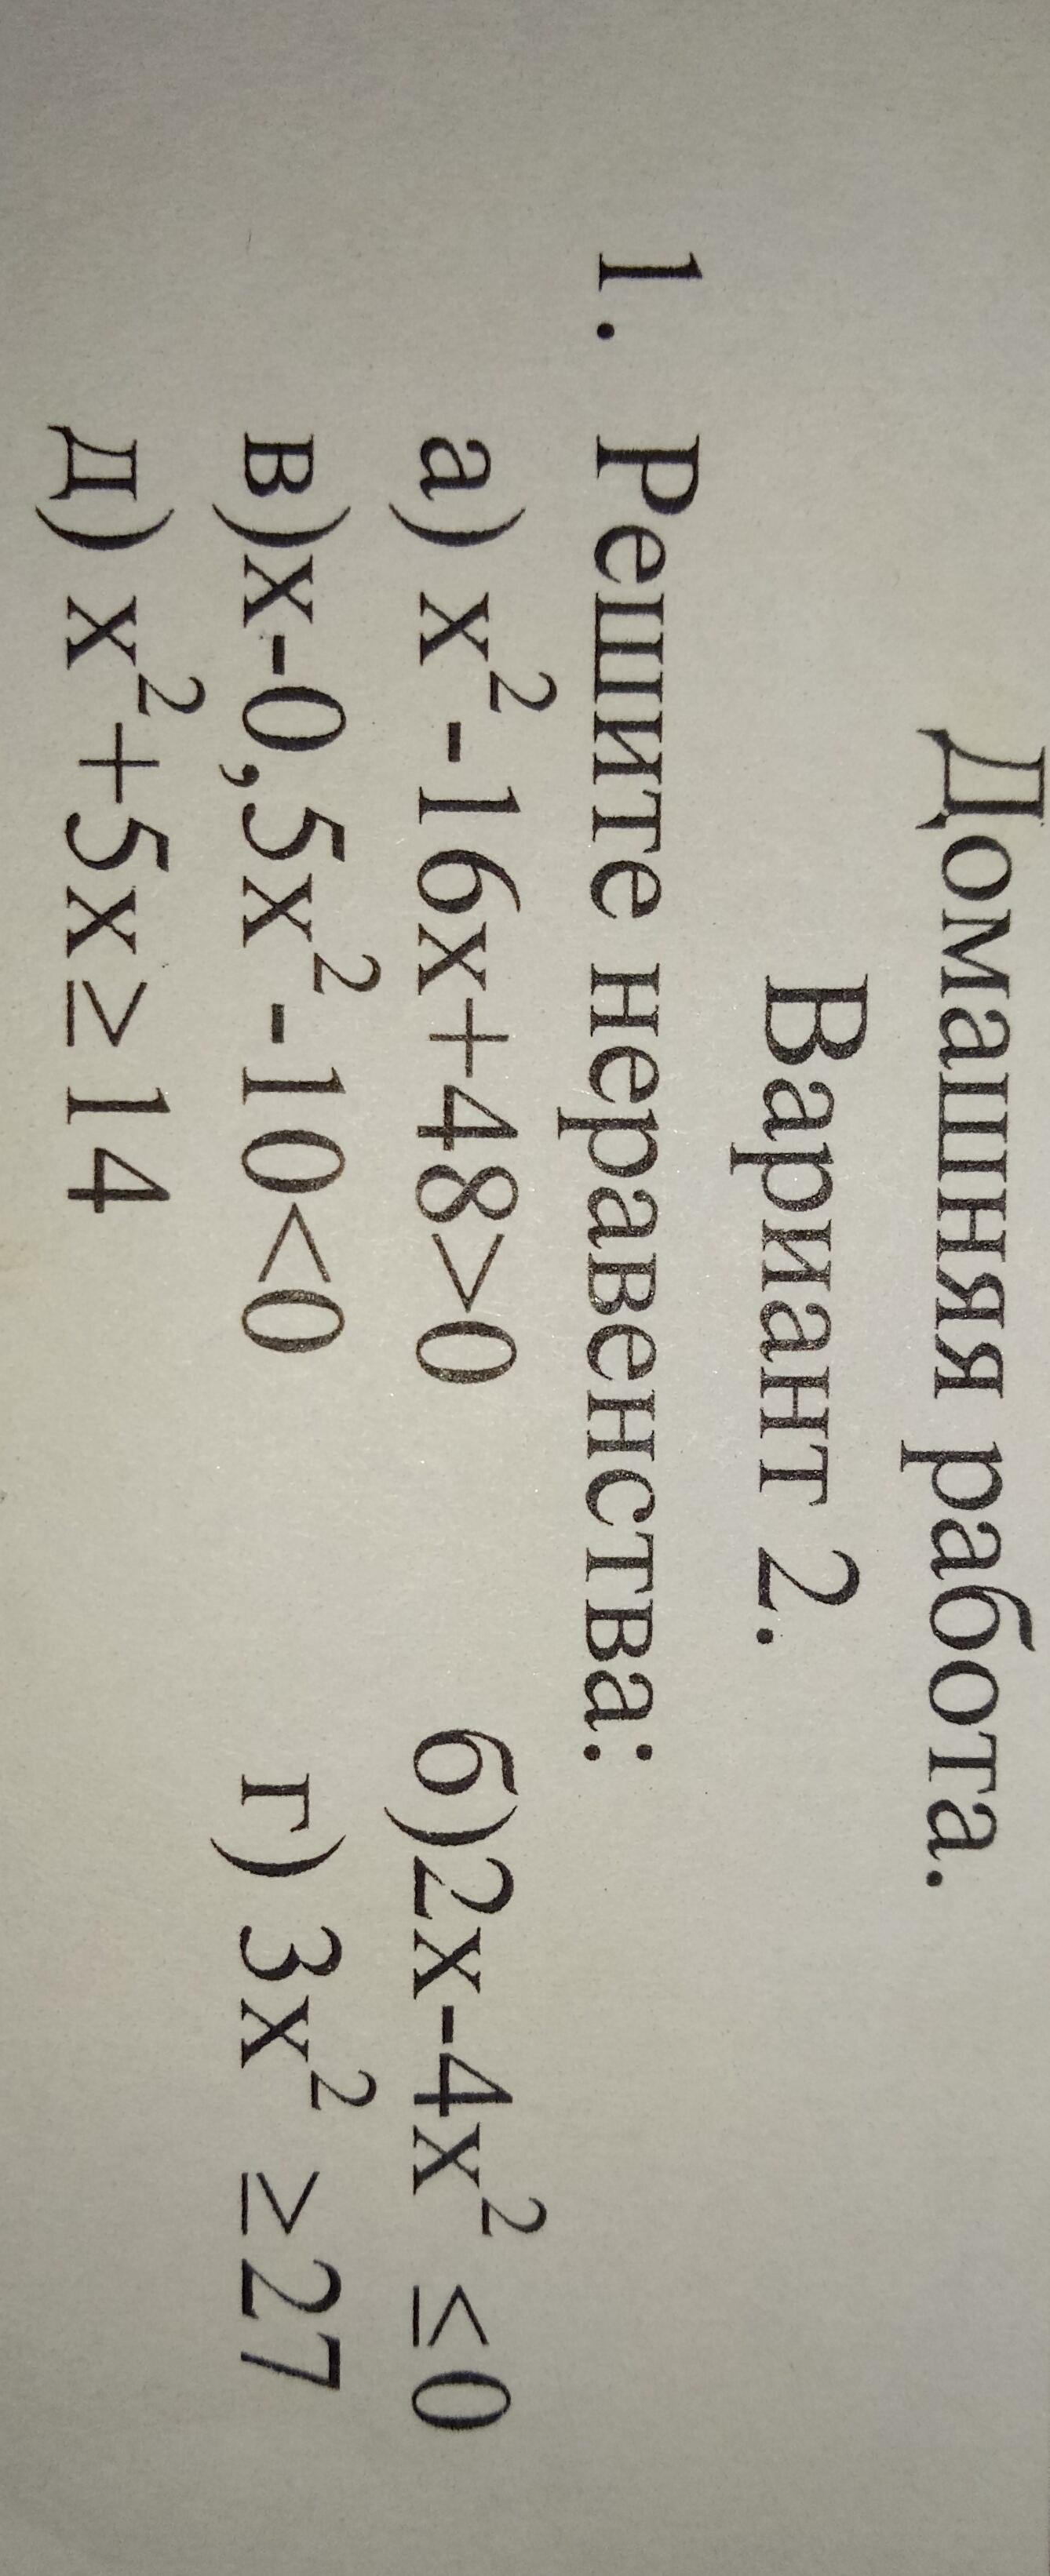 Домашняя работа.
Вариант 2.
1. Решите неравенства:
а) x²-16x+48>0 б)2x-4x² ≤0
в)x-0,5x²-10<0 г) 3x² ≥27
д) x²+5x≥14